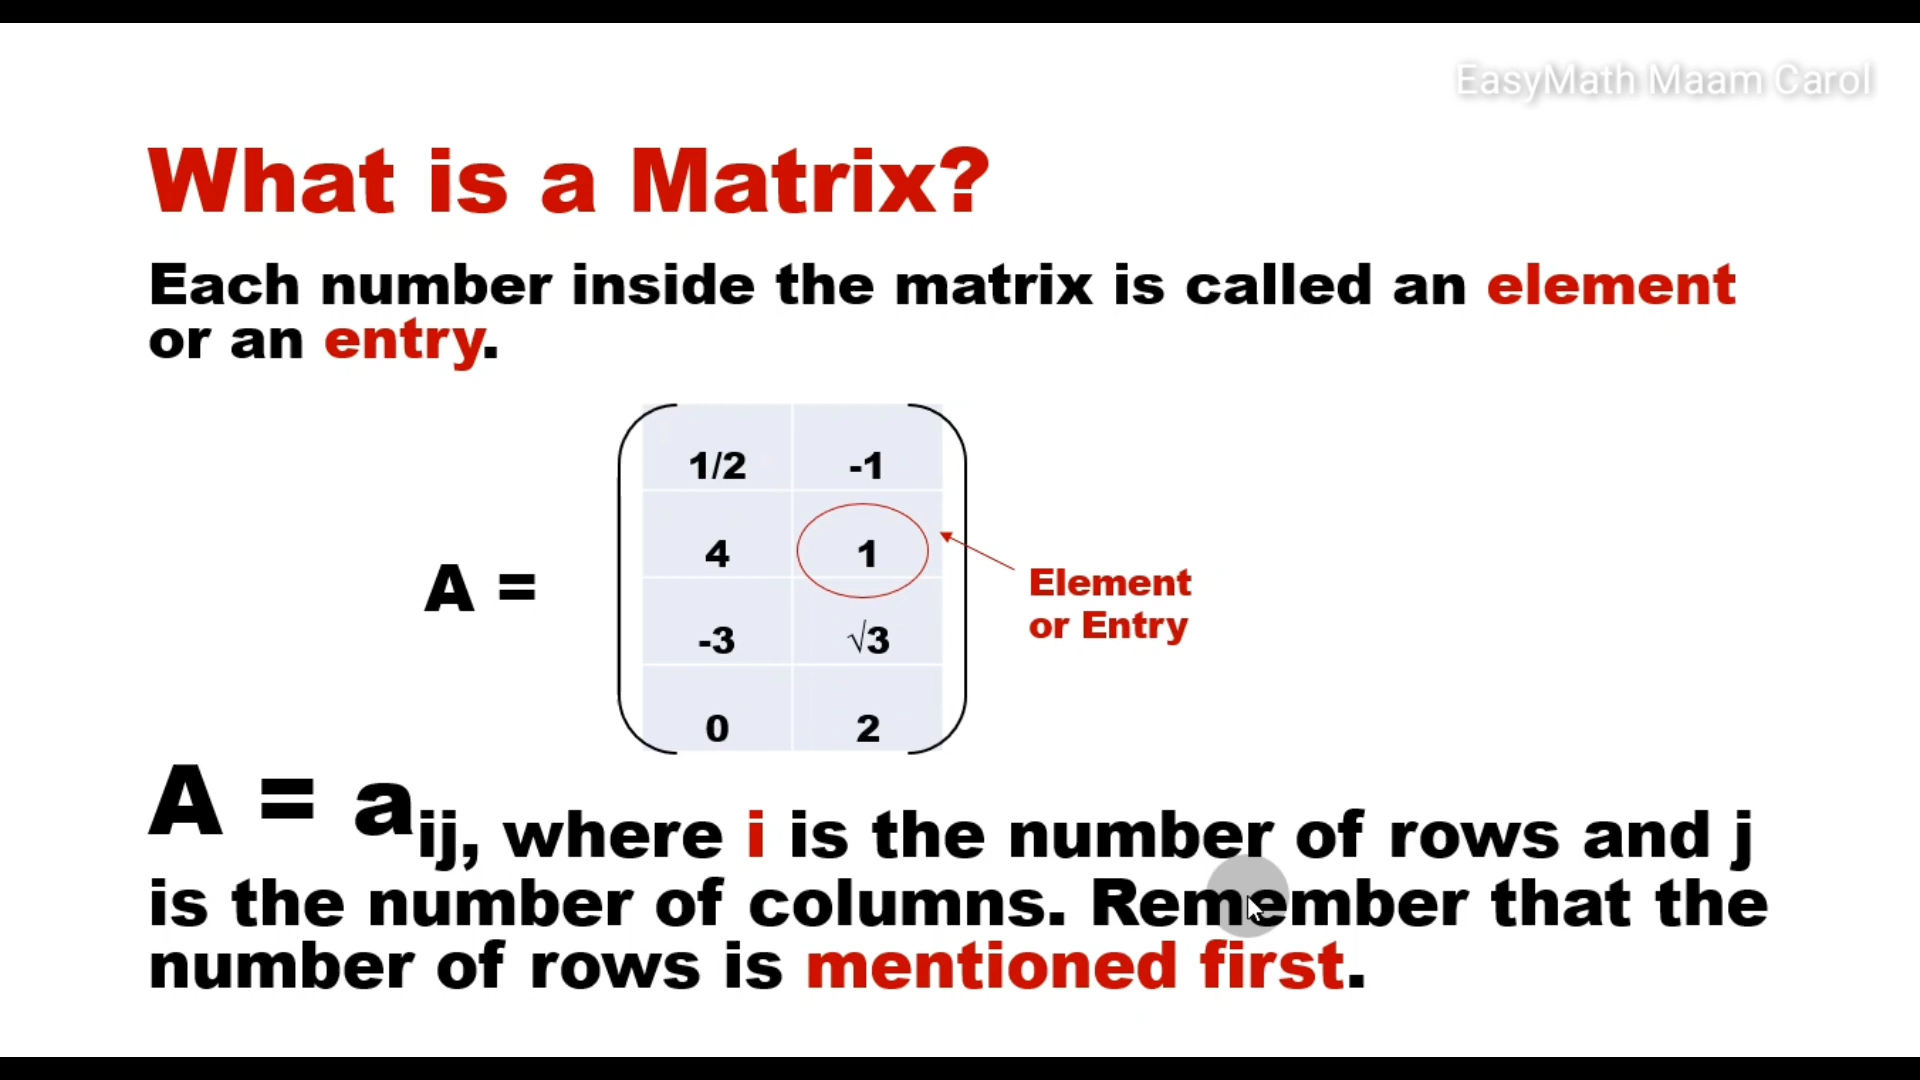 EasyMath Maam Carol
What is a Matrix?
Each number inside the matrix is called an element
or an entry.
1/2 -1
4 1
A =
Element
or Entry
-3 √3
0 2
A = aij, where i is the number of rows and j
is the number of columns. Remember that the
number of rows is mentioned first.